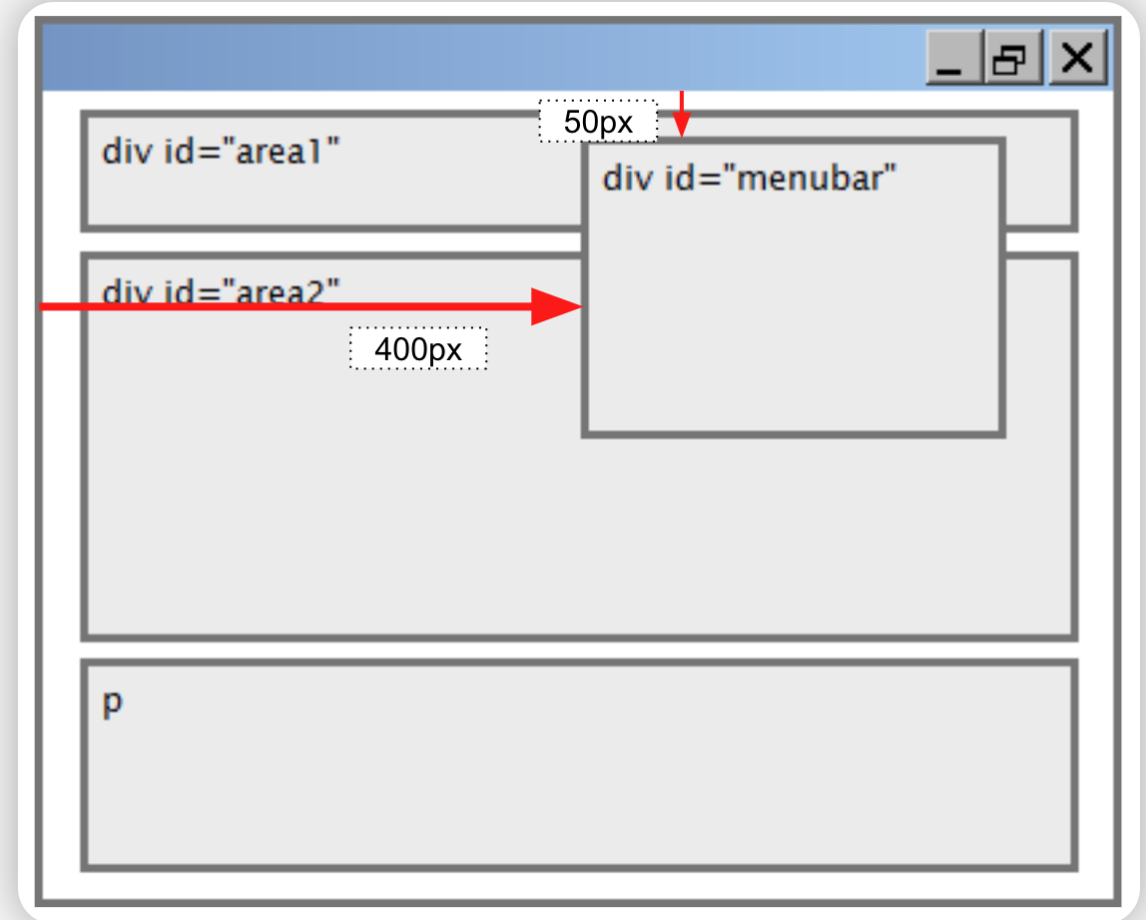 50px
div id="area1"
div id="menubar"
div id="area2"
400px
p